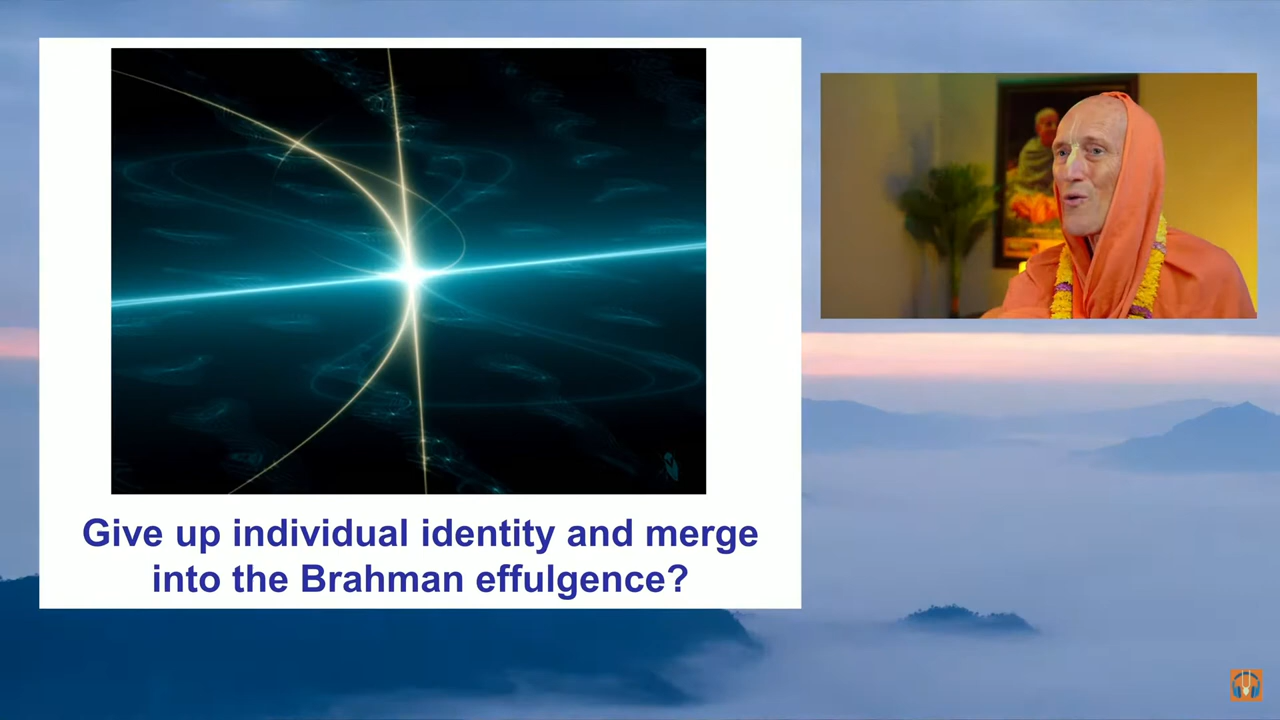 Give up individual identity and merge
into the Brahman effulgence?